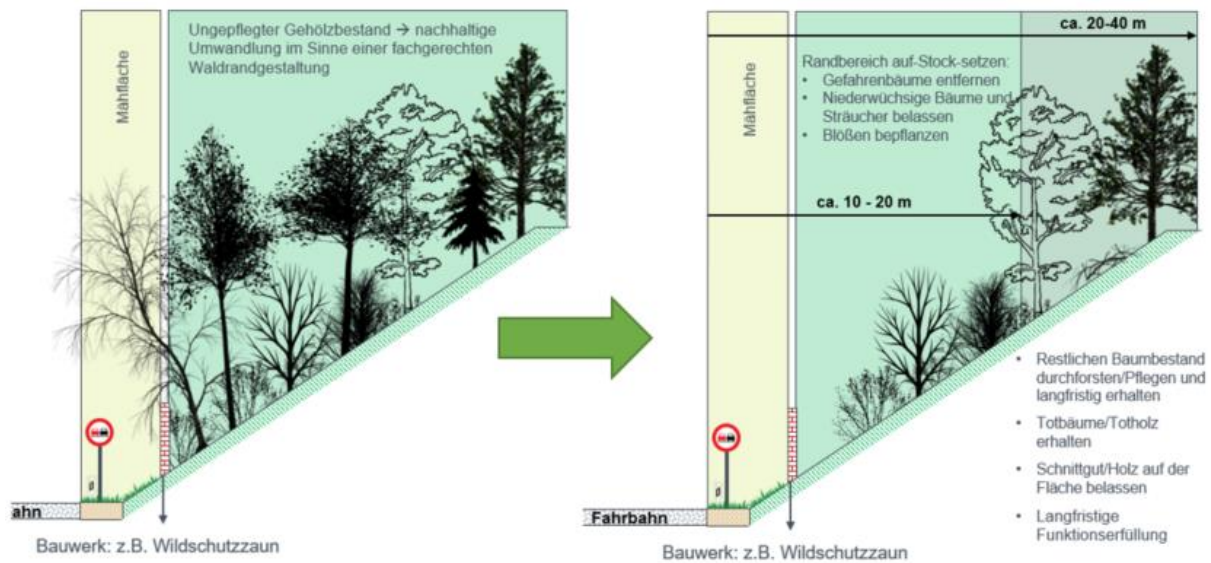 Ungepflegter Gehölzbestand → nachhaltige
Umwandlung im Sinne einer fachgerechten
Waldrandgestaltung
Mähfläche
ahn
Bauwerk: z.B. Wildschutzzaun
ca. 20-40 m
Randbereich auf-Stock-setzen:
• Gefahrenbäume entfernen
• Niederwüchsige Bäume und
Sträucher belassen
• Blößen bepflanzen
Mähfläche
ca. 10 - 20 m
• Restlichen Baumbestand
durchforsten/Pflegen und
langfristig erhalten
• Totbäume/Totholz
erhalten
• Schnittgut/Holz auf der
Fläche belassen
• Langfristige
Funktionserfüllung
Fahrbahn
Bauwerk: z.B. Wildschutzzaun